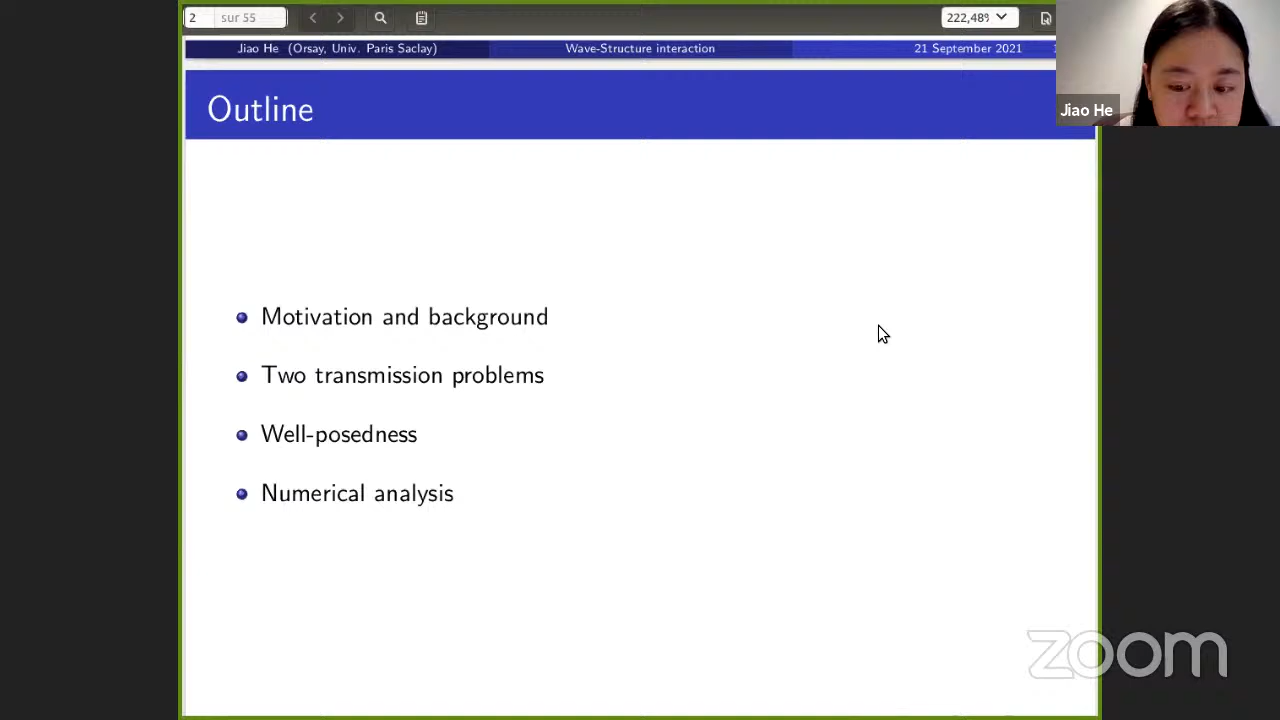 2 sur 55 222,48%
Jiao He (Orsay, Univ. Paris Saclay) Wave-Structure interaction 21 September 2021
Outline
Jiao He
Motivation and background
Two transmission problems
Well-posedness
Numerical analysis
zoom